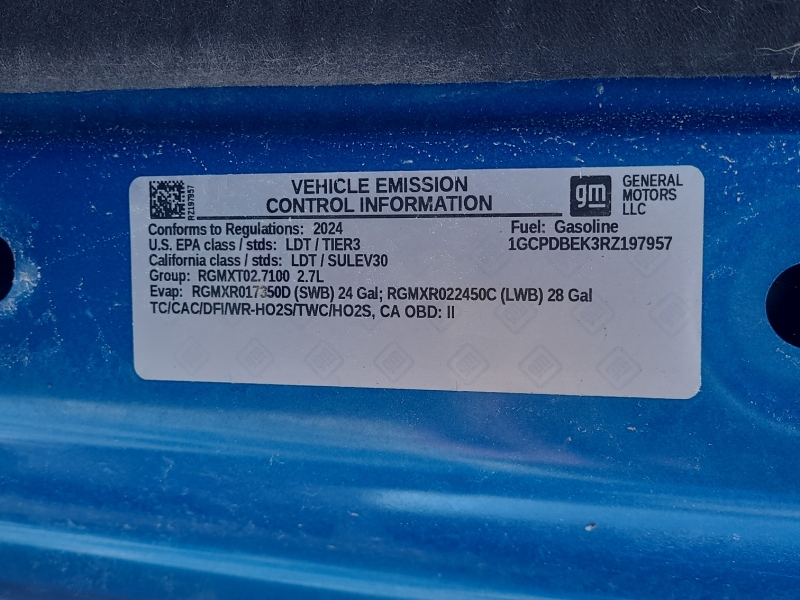 VEHICLE EMISSION
CONTROL INFORMATION
RZ197957
gm
GENERAL
MOTORS
LLC
Conforms to Regulations: 2024
Fuel: Gasoline
U.S. EPA class / stds: LDT / TIER3
1GCPDBEK3RZ197957
California class / stds: LDT / SULEV30
Group: RGMXT02.7100 2.7L
Evap: RGMXR017350D (SWB) 24 Gal; RGMXR022450C (LWB) 28 Gal
TC/CAC/DFI/WR-HO2S/TWC/HO2S, CA OBD: II